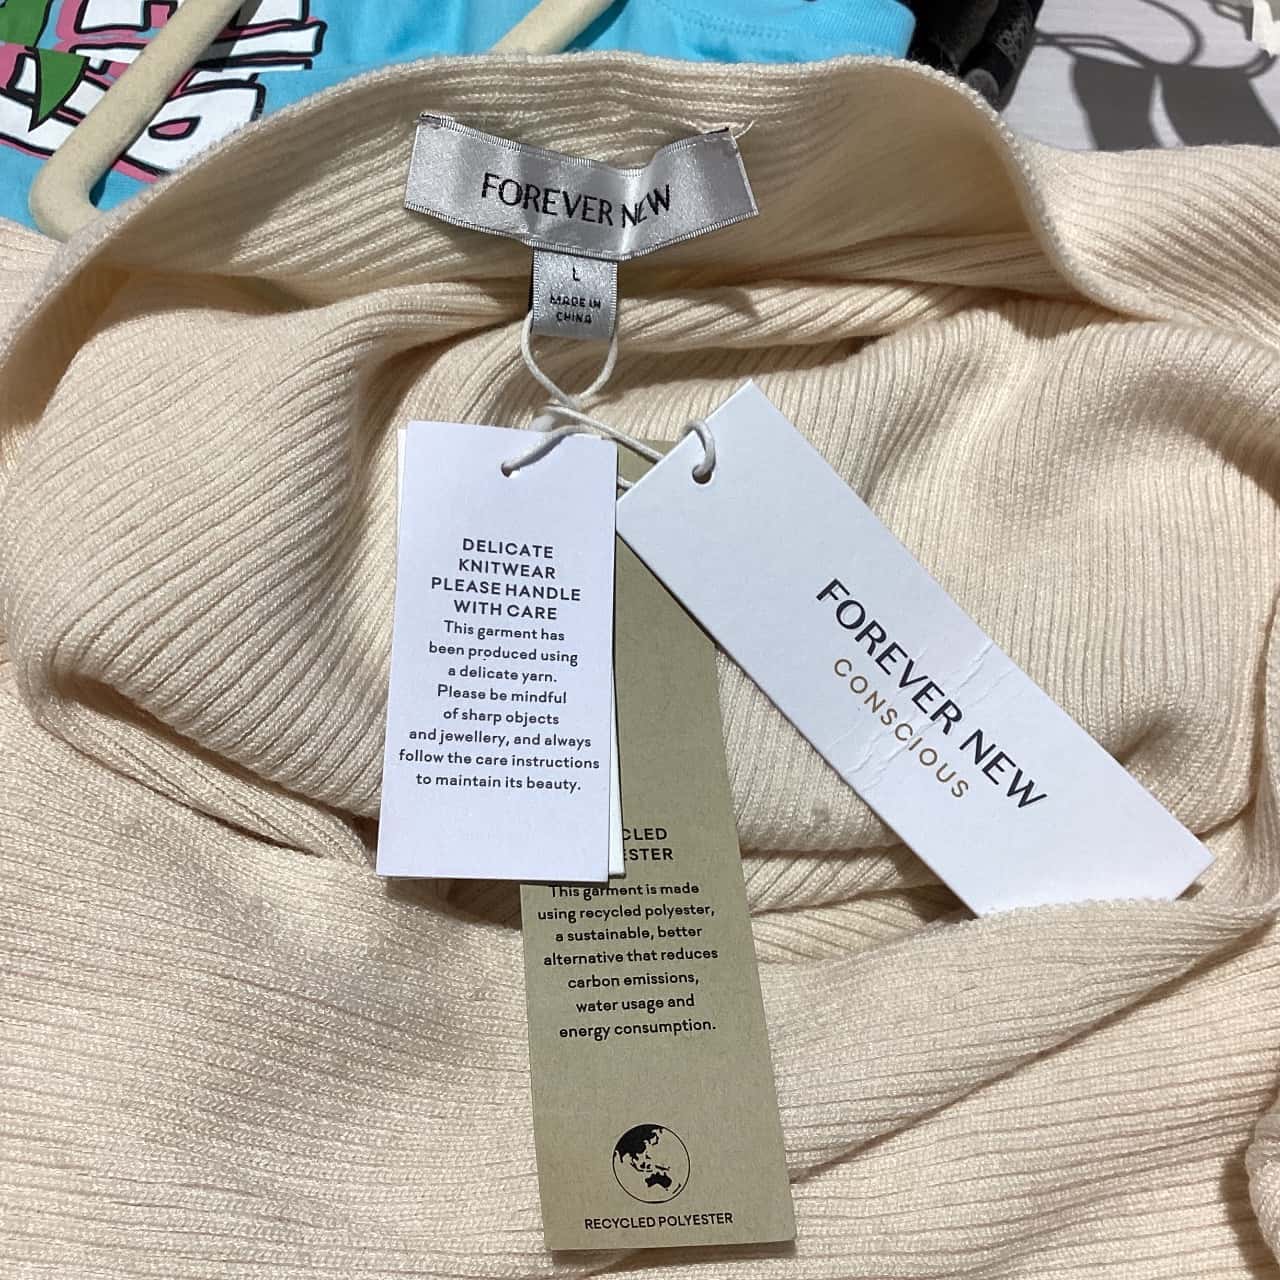 FOREVER NEW
L
MADE IN
CHINA
DELICATE
KNITWEAR
PLEASE HANDLE
WITH CARE
This garment has
been produced using
a delicate yarn.
Please be mindful
of sharp objects
and jewellery, and always
follow the care instructions
to maintain its beauty.
FOREVER NEW
CONSCIOUS
CLED
ESTER
This garment is made
using recycled polyester,
a sustainable, better
alternative that reduces
carbon emissions,
water usage and
energy consumption.
RECYCLED POLYESTER